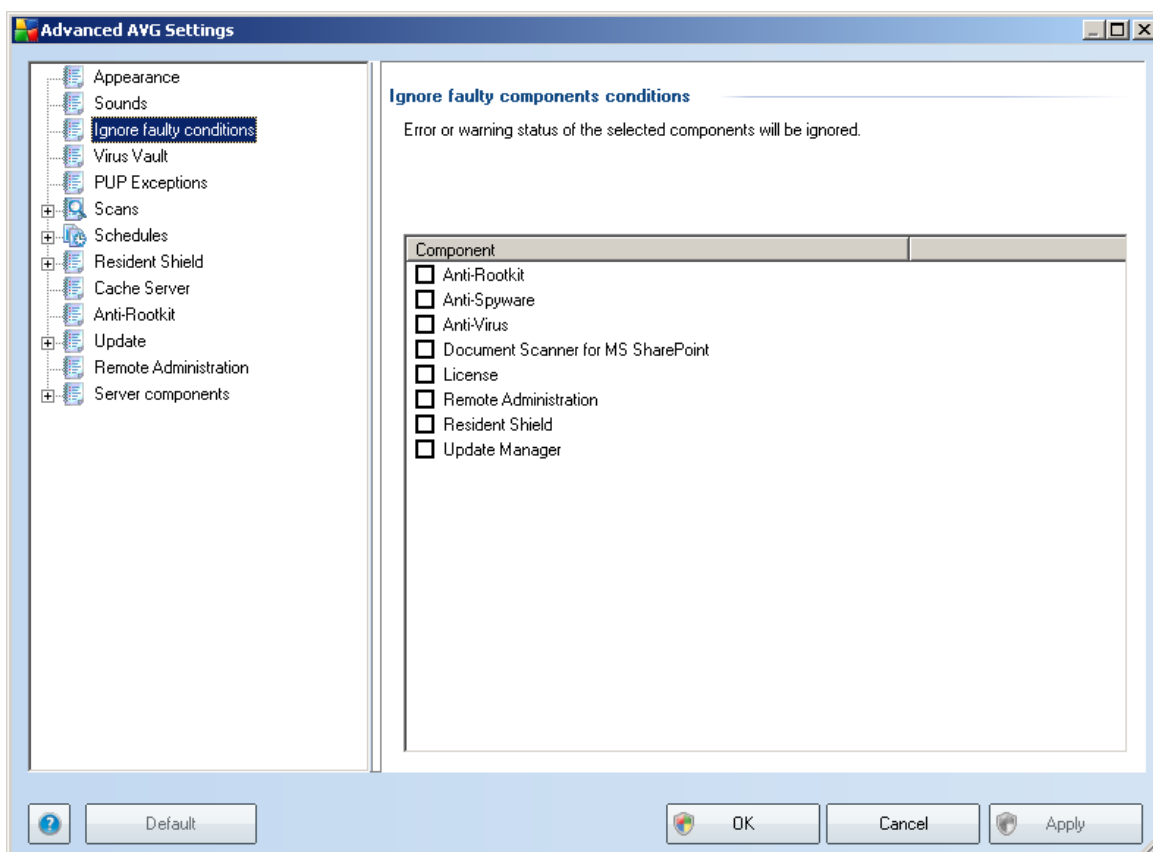 Advanced AVG Settings
Appearance
Sounds
Ignore faulty conditions
Virus Vault
PUP Exceptions
Scans
Schedules
Resident Shield
Cache Server
Anti-Rootkit
Update
Remote Administration
Server components
Ignore faulty components conditions
Error or warning status of the selected components will be ignored.
Component
Anti-Rootkit
Anti-Spyware
Anti-Virus
Document Scanner for MS SharePoint
License
Remote Administration
Resident Shield
Update Manager
Default
OK
Cancel
Apply